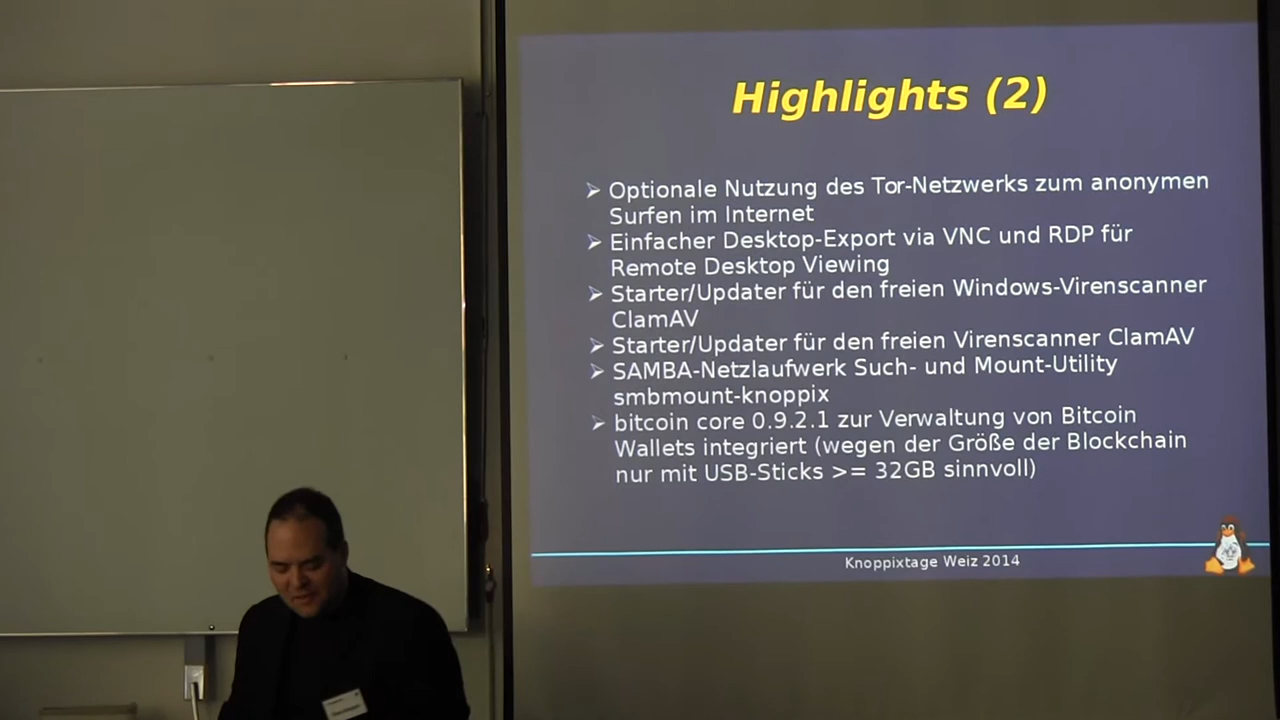 Highlights (2)
Optionale Nutzung des Tor-Netzwerks zum anonymen
Surfen im Internet
Einfacher Desktop-Export via VNC und RDP für
Remote Desktop Viewing
Starter/Updater für den freien Windows-Virenscanner
ClamAV
Starter/Updater für den freien Virenscanner ClamAV
SAMBA-Netzlaufwerk Such- und Mount-Utility
smbmount-knoppix
bitcoin core 0.9.2.1 zur Verwaltung von Bitcoin
Wallets integriert (wegen der Größe der Blockchain
nur mit USB-Sticks >= 32GB sinnvoll)
Knoppixtage Weiz 2014